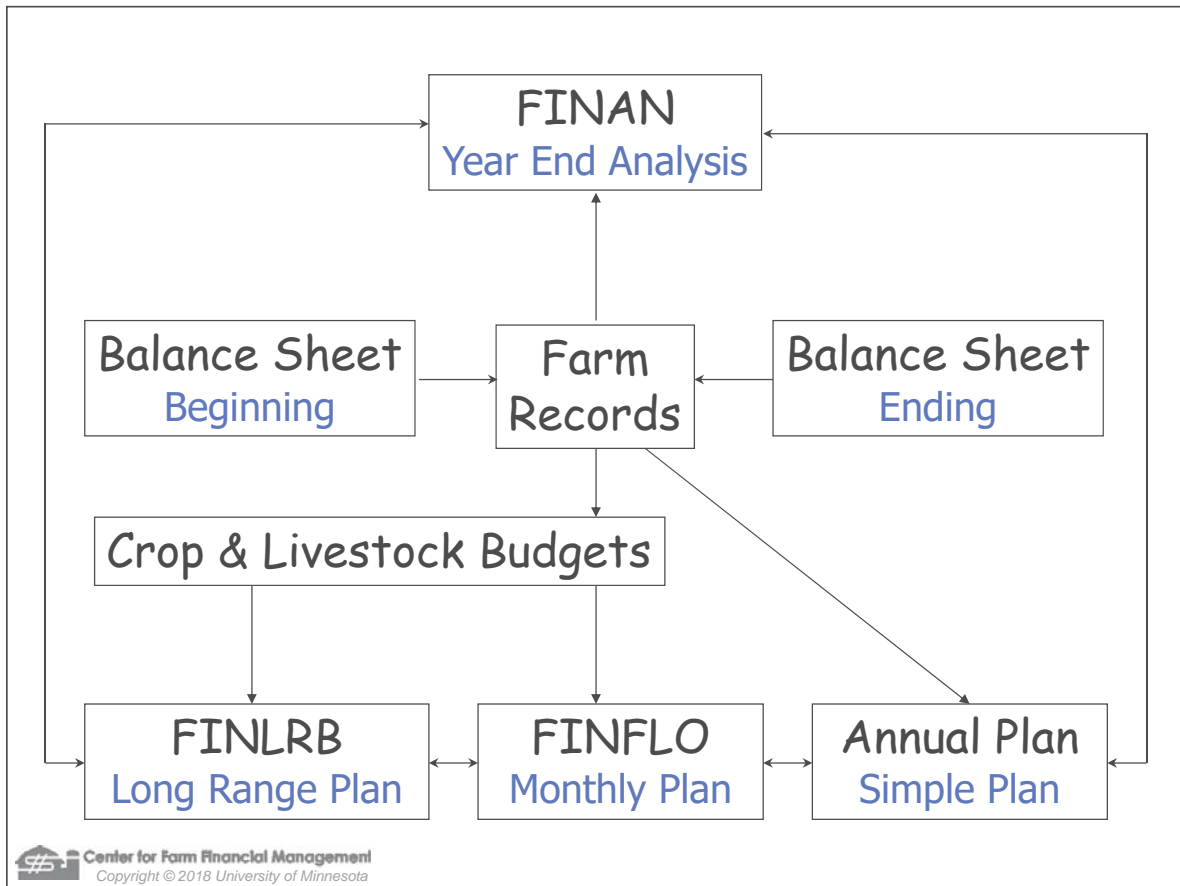 FINAN
Year End Analysis
Balance Sheet
Beginning
Farm
Records
Balance Sheet
Ending
Crop & Livestock Budgets
FINLRB
Long Range Plan
FINFLO
Monthly Plan
Annual Plan
Simple Plan
Center for Farm Financial Management
Copyright © 2018 University of Minnesota